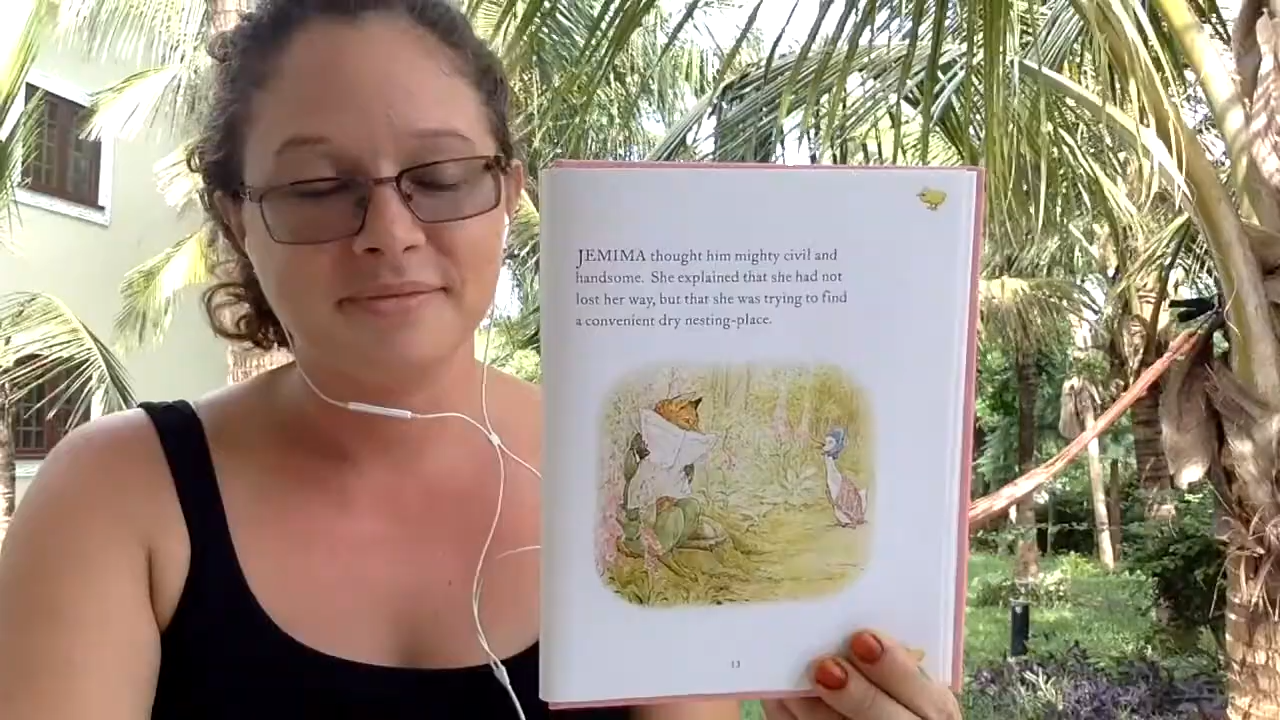 JEMIMA thought him mighty civil and
handsome. She explained that she had not
lost her way, but that she was trying to find
a convenient dry nesting-place.
13